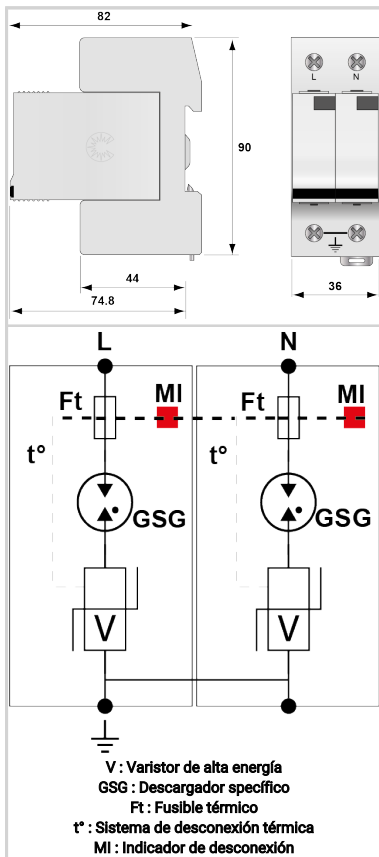 82
L N
90
44
74.8
36
L N
Ft MI Ft MI
t° t°
GSG GSG
V V
V : Varistor de alta energía
GSG : Descargador específico
Ft : Fusible térmico
t° : Sistema de desconexión térmica
MI : Indicador de desconexión